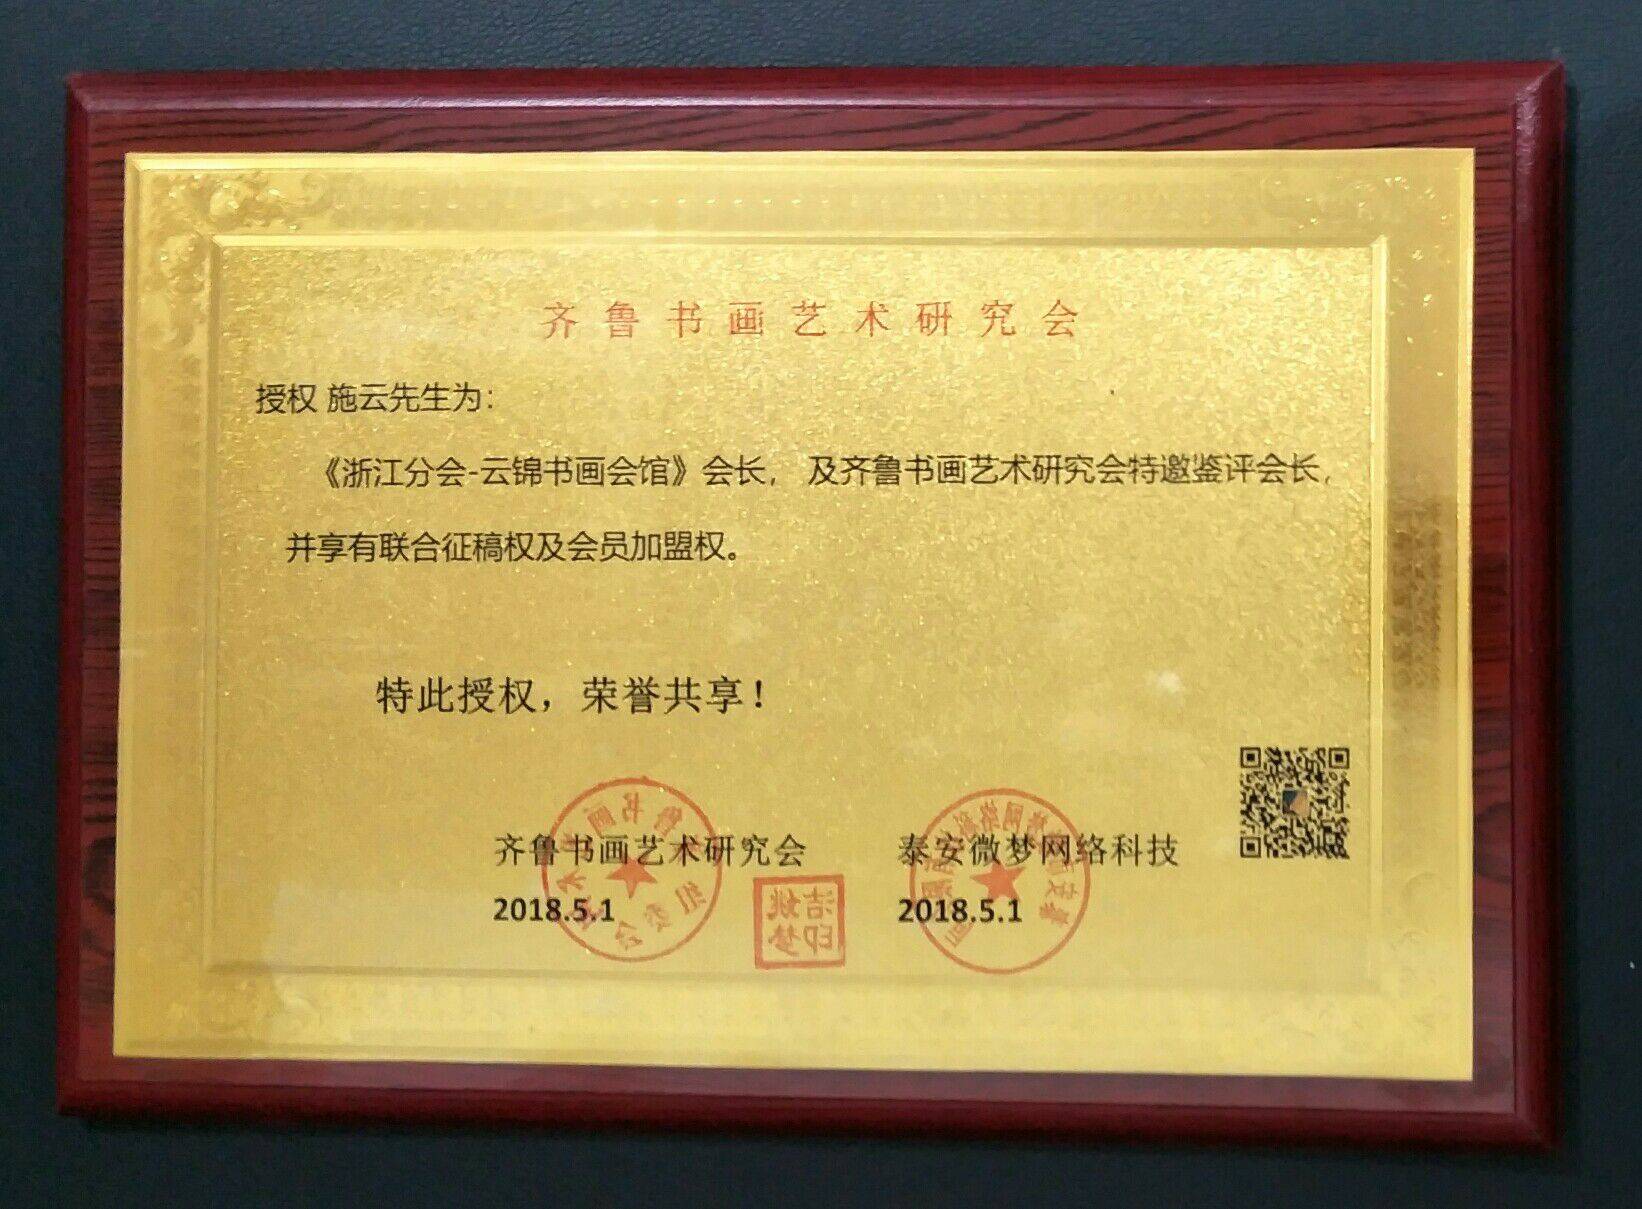 齐鲁书画艺术研究会
授权 施云先生为：
《浙江分会-云锦书画会馆》会长，及齐鲁书画艺术研究会特邀鉴评会长，
并享有联合征稿权及会员加盟权。
特此授权，荣誉共享！
齐鲁书画艺术研究会 泰安微梦网络科技
2018.5.1 2018.5.1
姚梦洁印